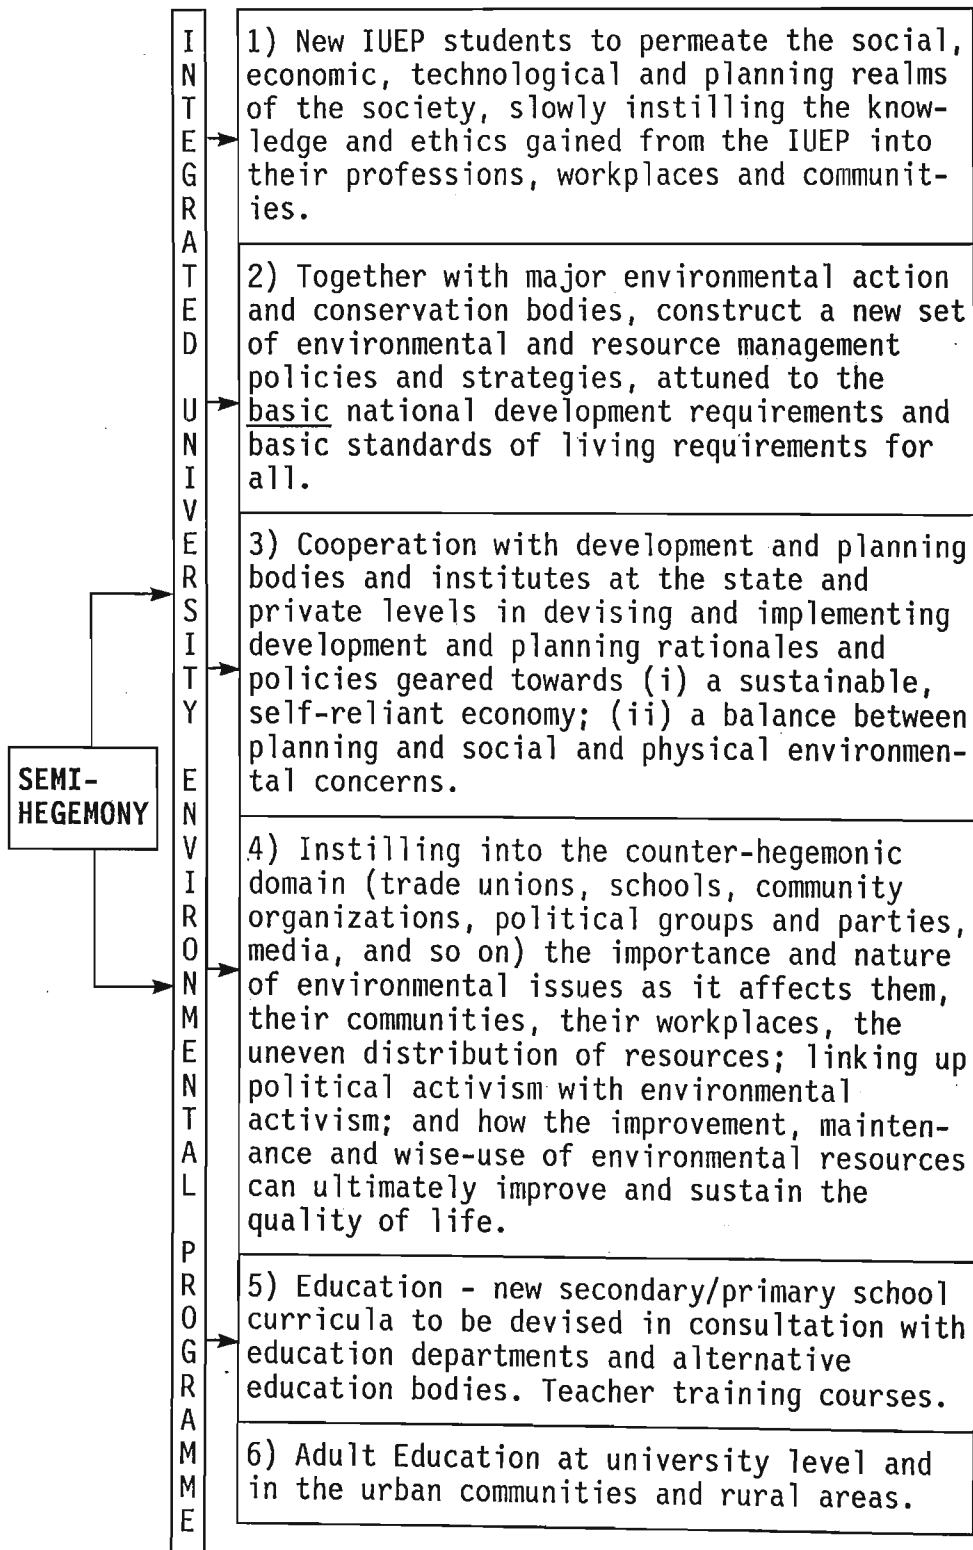 SEMI-
HEGEMONY
INTEGRATED UNIVERSITY ENVIRONMENTAL PROGRAMME
1) New IUEP students to permeate the social,
economic, technological and planning realms
of the society, slowly instilling the know-
ledge and ethics gained from the IUEP into
their professions, workplaces and communit-
ies.
2) Together with major environmental action
and conservation bodies, construct a new set
of environmental and resource management
policies and strategies, attuned to the
basic national development requirements and
basic standards of living requirements for
all.
3) Cooperation with development and planning
bodies and institutes at the state and
private levels in devising and implementing
development and planning rationales and
policies geared towards (i) a sustainable,
self-reliant economy; (ii) a balance between
planning and social and physical environmen-
tal concerns.
4) Instilling into the counter-hegemonic
domain (trade unions, schools, community
organizations, political groups and parties,
media, and so on) the importance and nature
of environmental issues as it affects them,
their communities, their workplaces, the
uneven distribution of resources; linking up
political activism with environmental
activism; and how the improvement, mainten-
ance and wise-use of environmental resources
can ultimately improve and sustain the
quality of life.
5) Education - new secondary/primary school
curricula to be devised in consultation with
education departments and alternative
education bodies. Teacher training courses.
6) Adult Education at university level and
in the urban communities and rural areas.